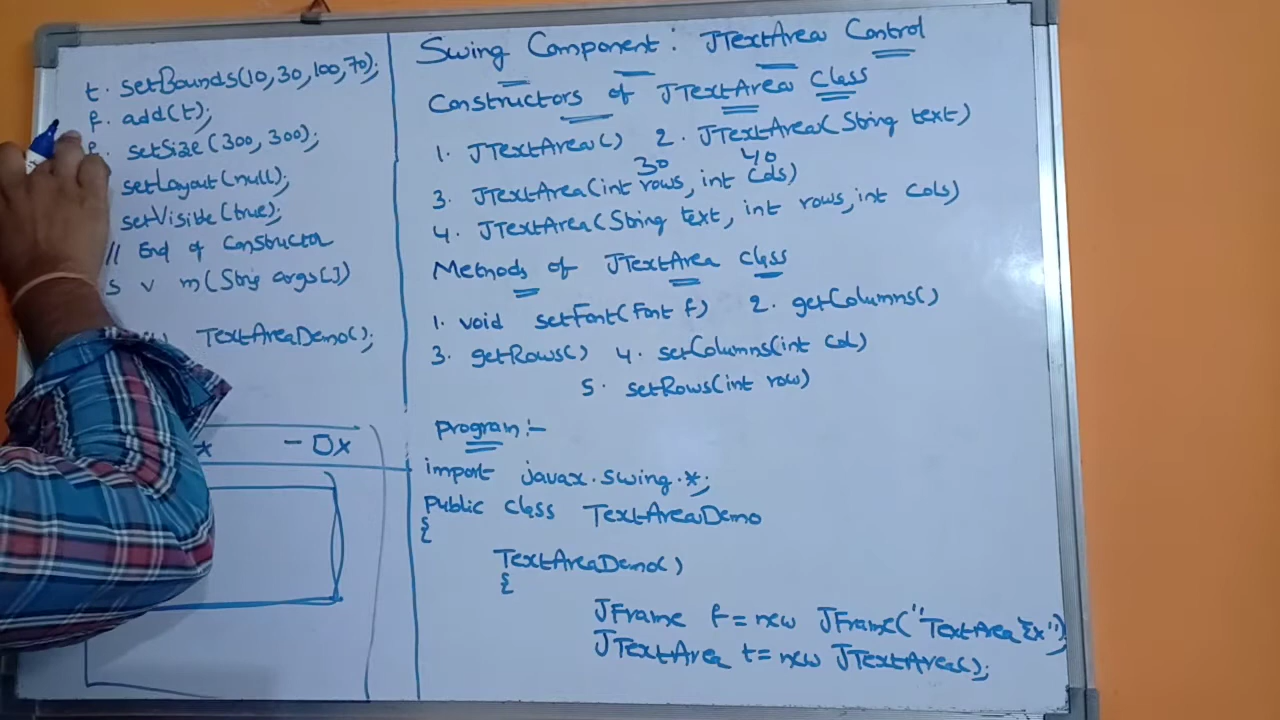 Swing Component: JTextArea Control
Constructors of JTextArea class
1. JTextArea() 2. JTextArea(String text)
30 40
3. JTextArea(int rows, int cols)
4. JTextArea(String text, int rows, int cols)
Methods of JTextArea class
1. void setFont(Font f) 2. getColumns()
3. getRows() 4. setColumns(int col)
5. setRows(int row)
Program:-
import javax.swing.*;
Public class TextAreaDemo
{
TextAreaDemo()
{
JFrame f=new JFrame("TextArea Ex");
JTextArea t=new JTextArea();
t.setBounds(10,30,100,70);
f.add(t);
f. setSize(300,300);
setLayout(null);
setVisible(true);
// End of Constructor
s v m(String args[])
TextAreaDemo();
- □x